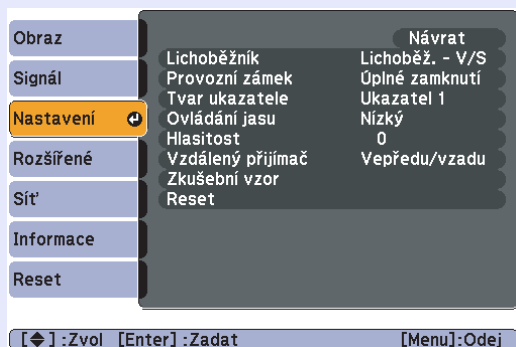 Obraz
Signál
Nastavení
Rozšířené
Síť
Informace
Reset
Návrat
Lichoběžník Lichoběž. - V/S
Provozní zámek Úplné zamknutí
Tvar ukazatele Ukazatel 1
Ovládání jasu Nízký
Hlasitost 0
Vzdálený přijímač Vepředu/vzadu
Zkušební vzor
Reset
[ ] :Zvol [Enter] :Zadat [Menu]:Odej